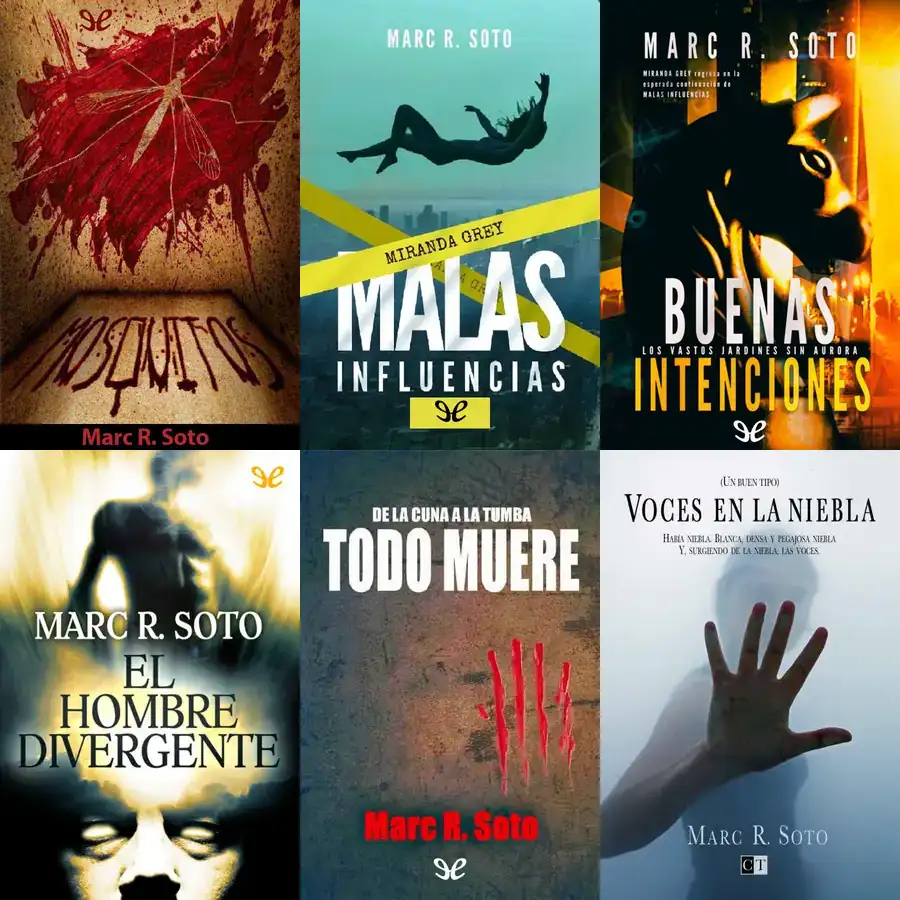 MOSQUITOS
Marc R. Soto
MARC R. SOTO
MIRANDA GREY
MALAS
INFLUENCIAS
MARC R. SOTO
MIRANDA GREY regresa en la
esperada continuación de
MALAS INFLUENCIAS
BUENAS
LOS VASTOS JARDINES SIN AURORA
INTENCIONES
MARC R. SOTO
EL
HOMBRE
DIVERGENTE
DE LA CUNA A LA TUMBA
TODO MUERE
Marc R. Soto
(UN BUEN TIPO)
VOCES EN LA NIEBLA
HABÍA NIEBLA. BLANCA, DENSA Y PEGAJOSA NIEBLA
Y, SURGIENDO DE LA NIEBLA, LAS VOCES.
MARC R. SOTO
CT